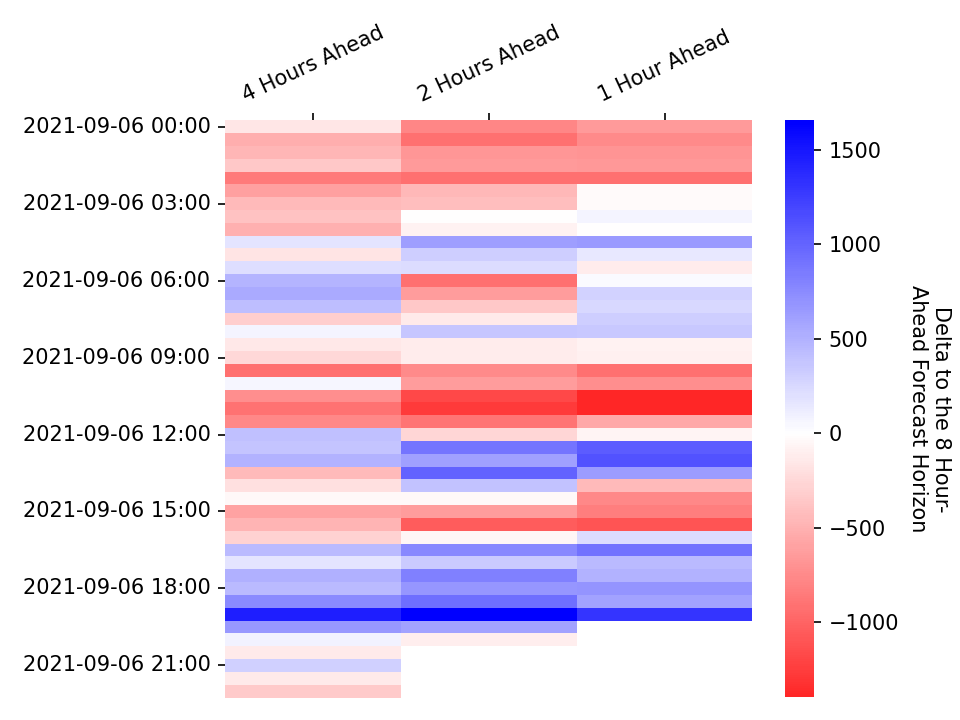 4 Hours Ahead
2 Hours Ahead
1 Hour Ahead
2021-09-06 00:00
2021-09-06 03:00
2021-09-06 06:00
2021-09-06 09:00
2021-09-06 12:00
2021-09-06 15:00
2021-09-06 18:00
2021-09-06 21:00
1500
1000
500
0
−500
−1000
Delta to the 8 Hour-
Ahead Forecast Horizon